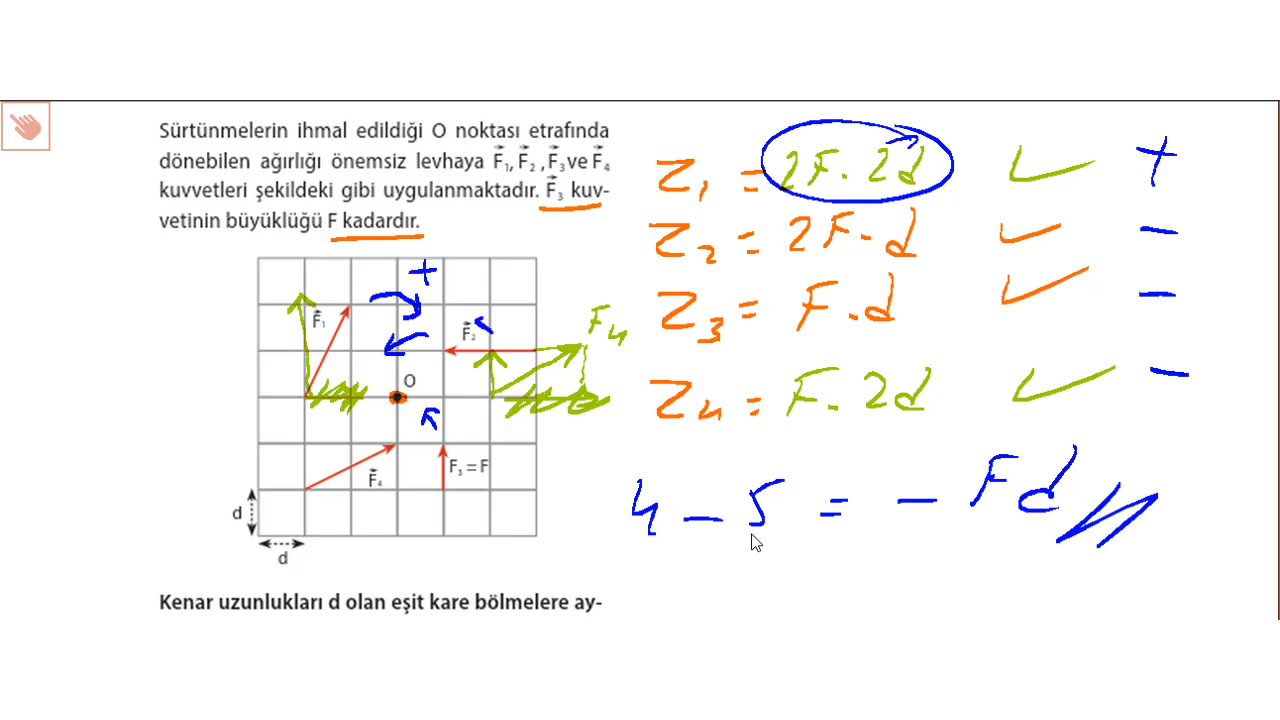 Sürtünmelerin ihmal edildiği O noktası etrafında
dönebilen ağırlığı önemsiz levhaya F₁, F₂ ,F₃ ve F₄
kuvvetleri şekildeki gibi uygulanmaktadır. F₃ kuv-
vetinin büyüklüğü F kadardır.
+
F₁
F₂
F₄
O
F₄
F₃ = F
d
d
Kenar uzunlukları d olan eşit kare bölmelere ay-
Z₁ = 2F. 2d ✓ +
Z₂ = 2F. d ✓ −
Z₃ = F. d ✓ −
Z₄ = F. 2d ✓ −
4 − 5 = − Fd